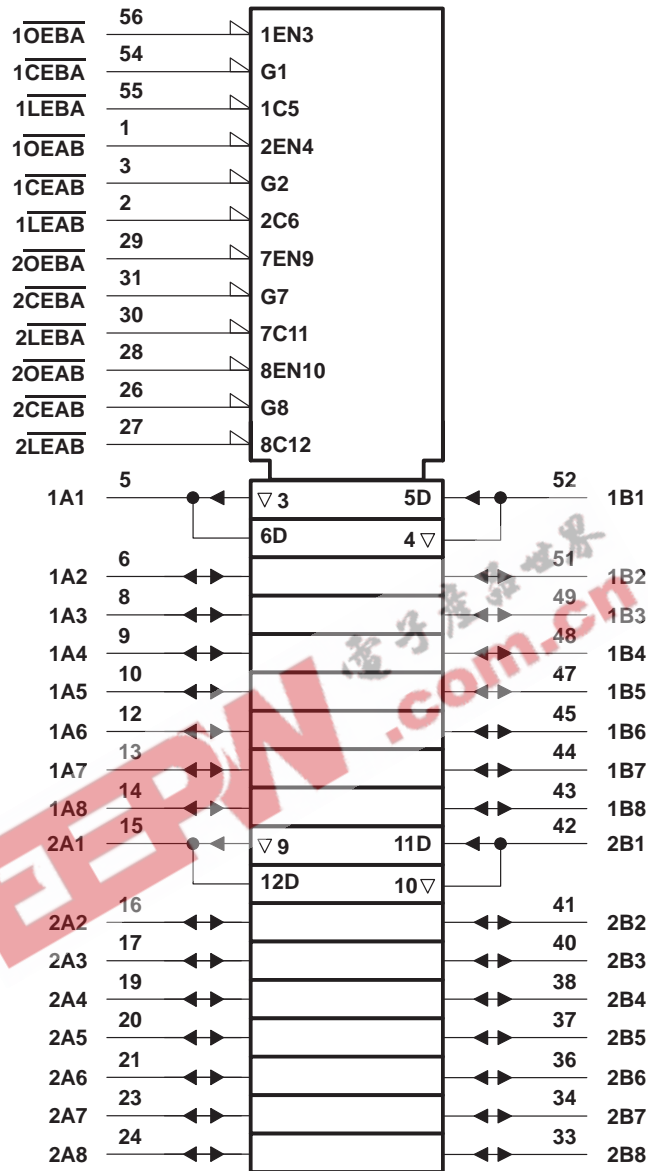 1OEBA 56 1EN3
1CEBA 54 G1
1LEBA 55 1C5
1OEAB 1 2EN4
1CEAB 3 G2
1LEAB 2 2C6
2OEBA 29 7EN9
2CEBA 31 G7
2LEBA 30 7C11
2OEAB 28 8EN10
2CEAB 26 G8
2LEAB 27 8C12
1A1 5 ▽ 3 5D 52 1B1
6D 4 ▽
1A2 6 51 1B2
1A3 8 49 1B3
1A4 9 48 1B4
1A5 10 47 1B5
1A6 12 45 1B6
1A7 13 44 1B7
1A8 14 43 1B8
2A1 15 ▽ 9 11D 42 2B1
12D 10 ▽
2A2 16 41 2B2
2A3 17 40 2B3
2A4 19 38 2B4
2A5 20 37 2B5
2A6 21 36 2B6
2A7 23 34 2B7
2A8 24 33 2B8
電子產品世界
EEPW.com.cn